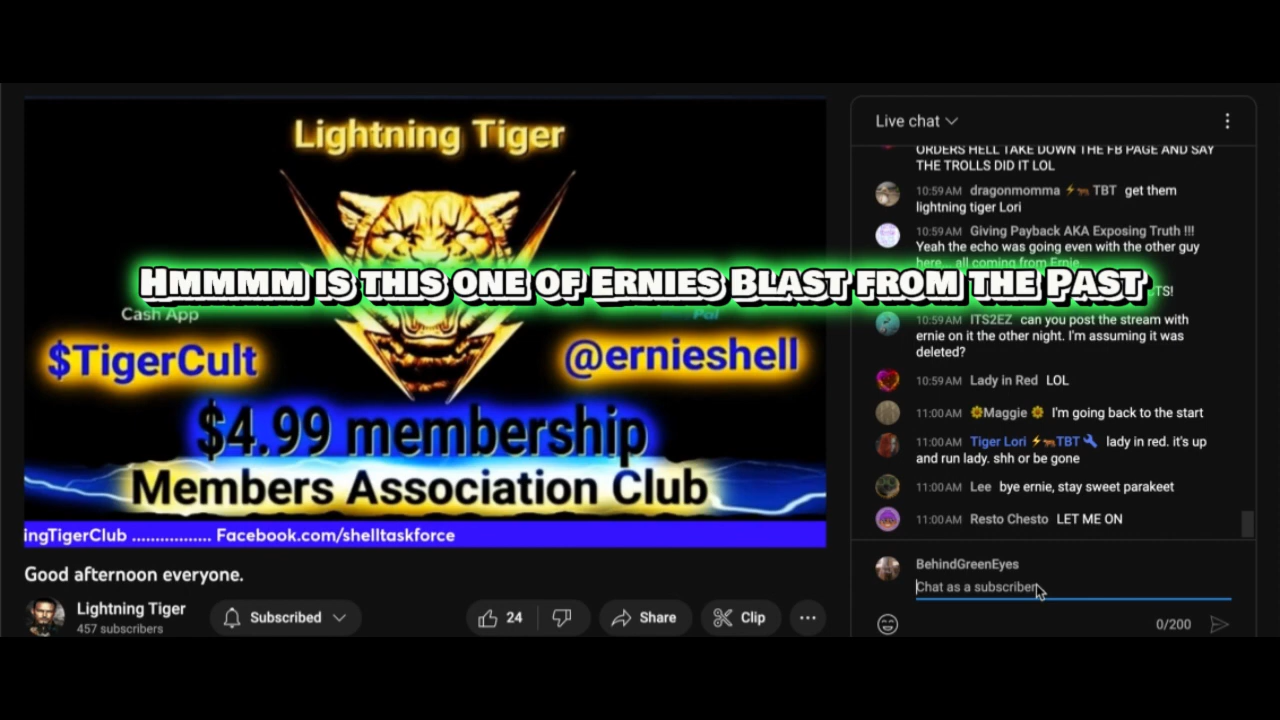 Lightning Tiger
Hmmmm is this one of Ernies Blast from the Past
Cash App
Pal
$TigerCult
@ernieshell
$4.99 membership
Members Association Club
ingTigerClub ................. Facebook.com/shelltaskforce
Good afternoon everyone.
Lightning Tiger
457 subscribers
Subscribed
24
Share
Clip
Live chat
ORDERS HELL TAKE DOWN THE FB PAGE AND SAY
THE TROLLS DID IT LOL
10:59 AM dragonmomma ⚡🐅 TBT get them
lightning tiger Lori
10:59 AM Giving Payback AKA Exposing Truth !!!
Yeah the echo was going even with the other guy
here.. all coming from Ernie.
TS!
10:59 AM ITS2EZ can you post the stream with
ernie on it the other night. I'm assuming it was
deleted?
10:59 AM Lady in Red LOL
11:00 AM 🌻Maggie 🌻 I'm going back to the start
11:00 AM Tiger Lori ⚡🐅TBT 🔧 lady in red. it's up
and run lady. shh or be gone
11:00 AM Lee bye ernie, stay sweet parakeet
11:00 AM Resto Chesto LET ME ON
BehindGreenEyes
Chat as a subscriber
0/200